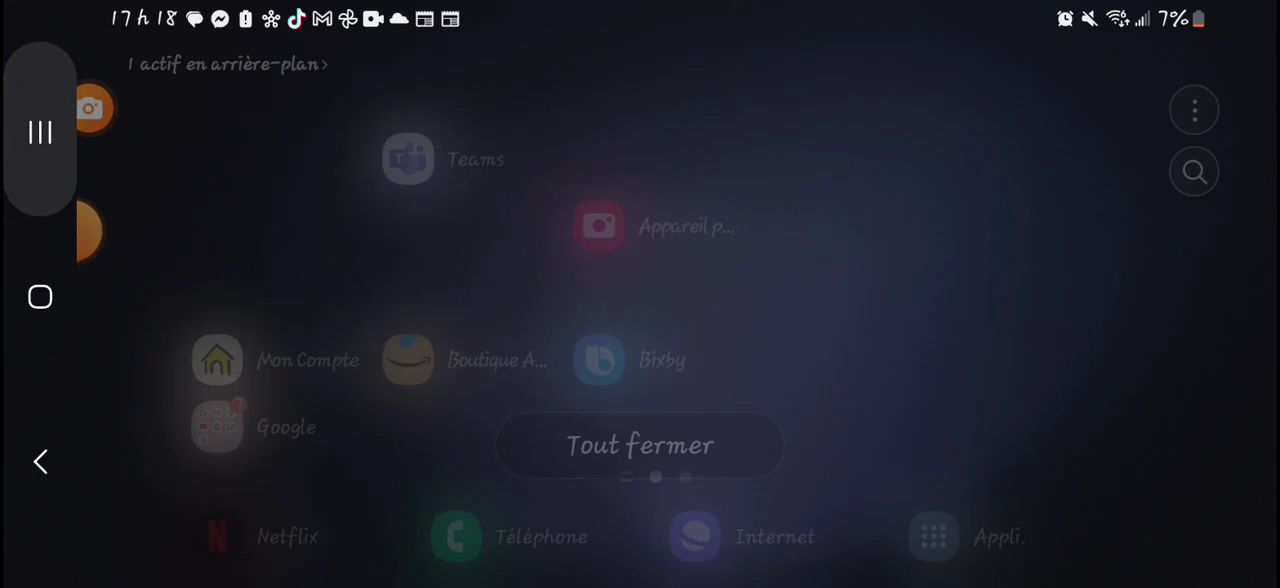 17 h 18 7%
1 actif en arrière-plan >
Teams
Appareil p...
Mon Compte Boutique A... Bixby
7
Google
Tout fermer
Netflix Téléphone Internet Appli.